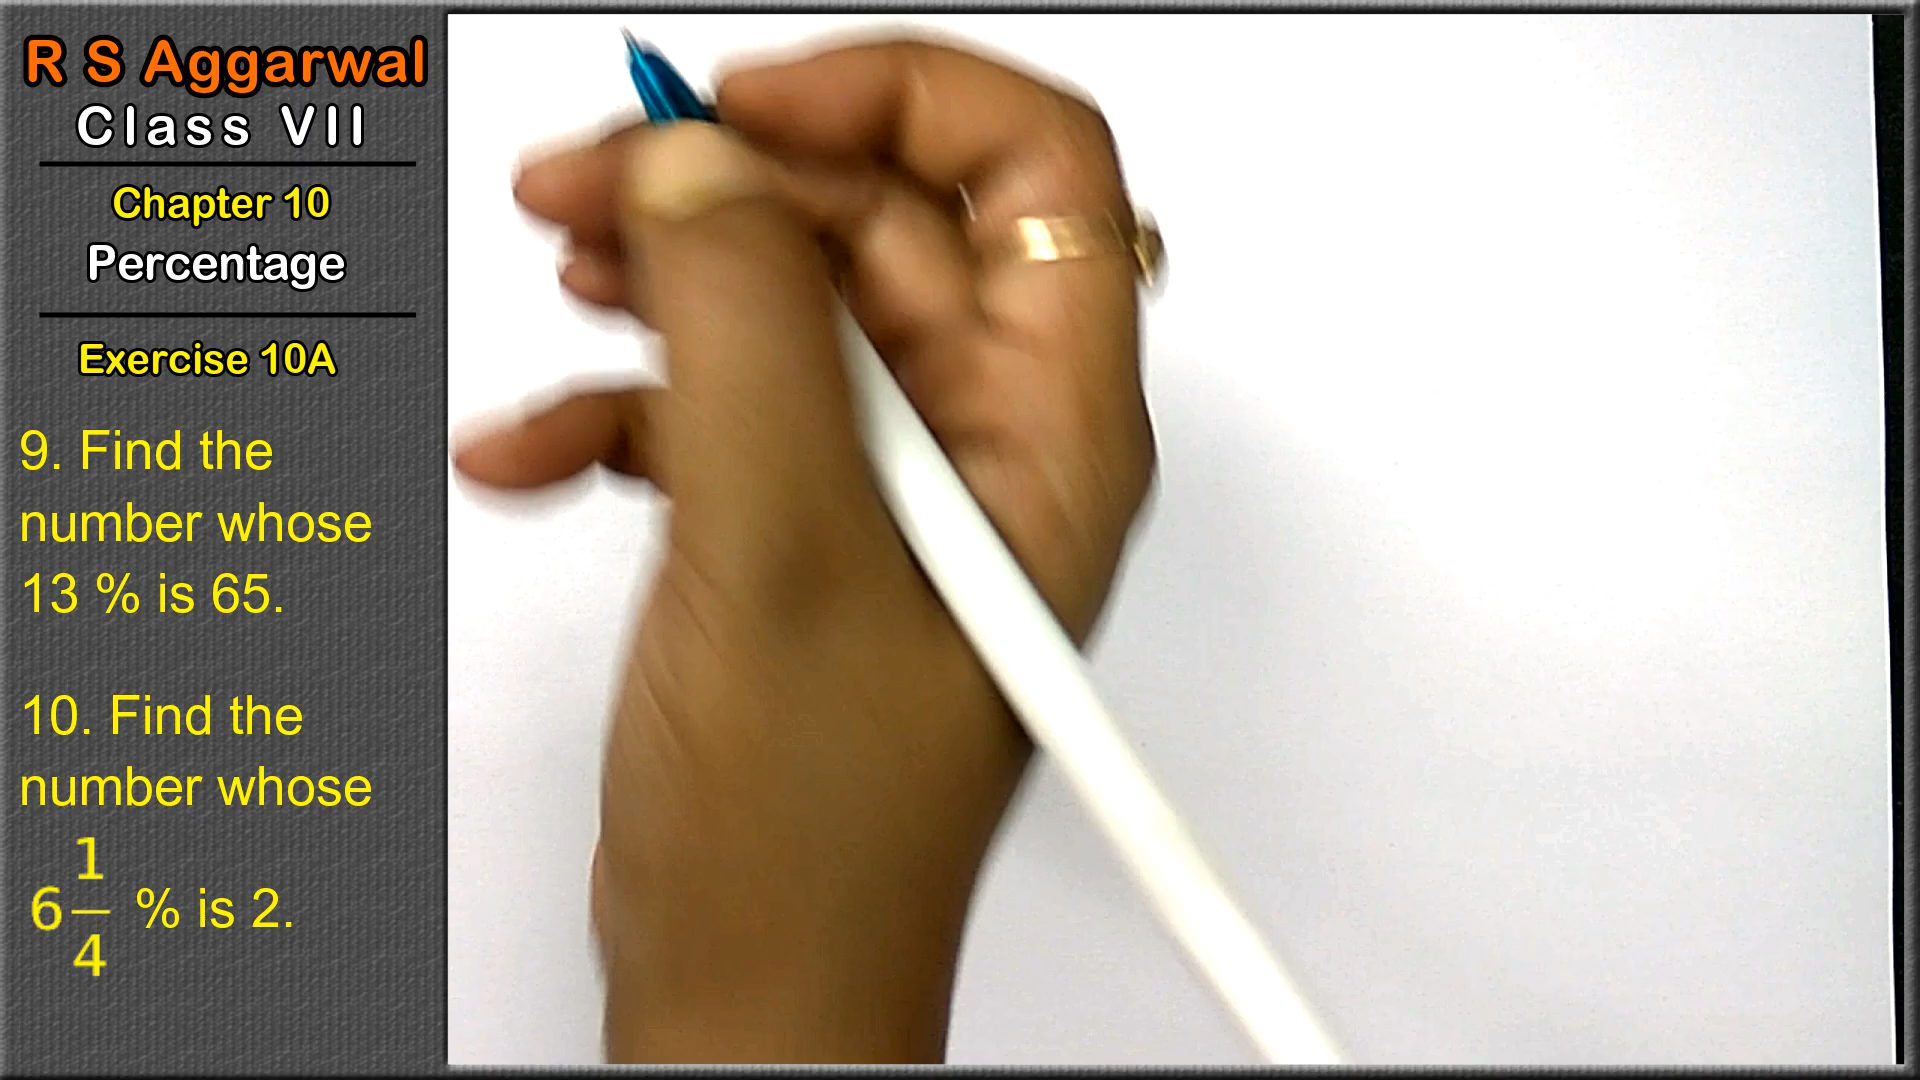 R S Aggarwal
Class VII
Chapter 10
Percentage
Exercise 10A
9. Find the
number whose
13 % is 65.
10. Find the
number whose
6 1/4 % is 2.